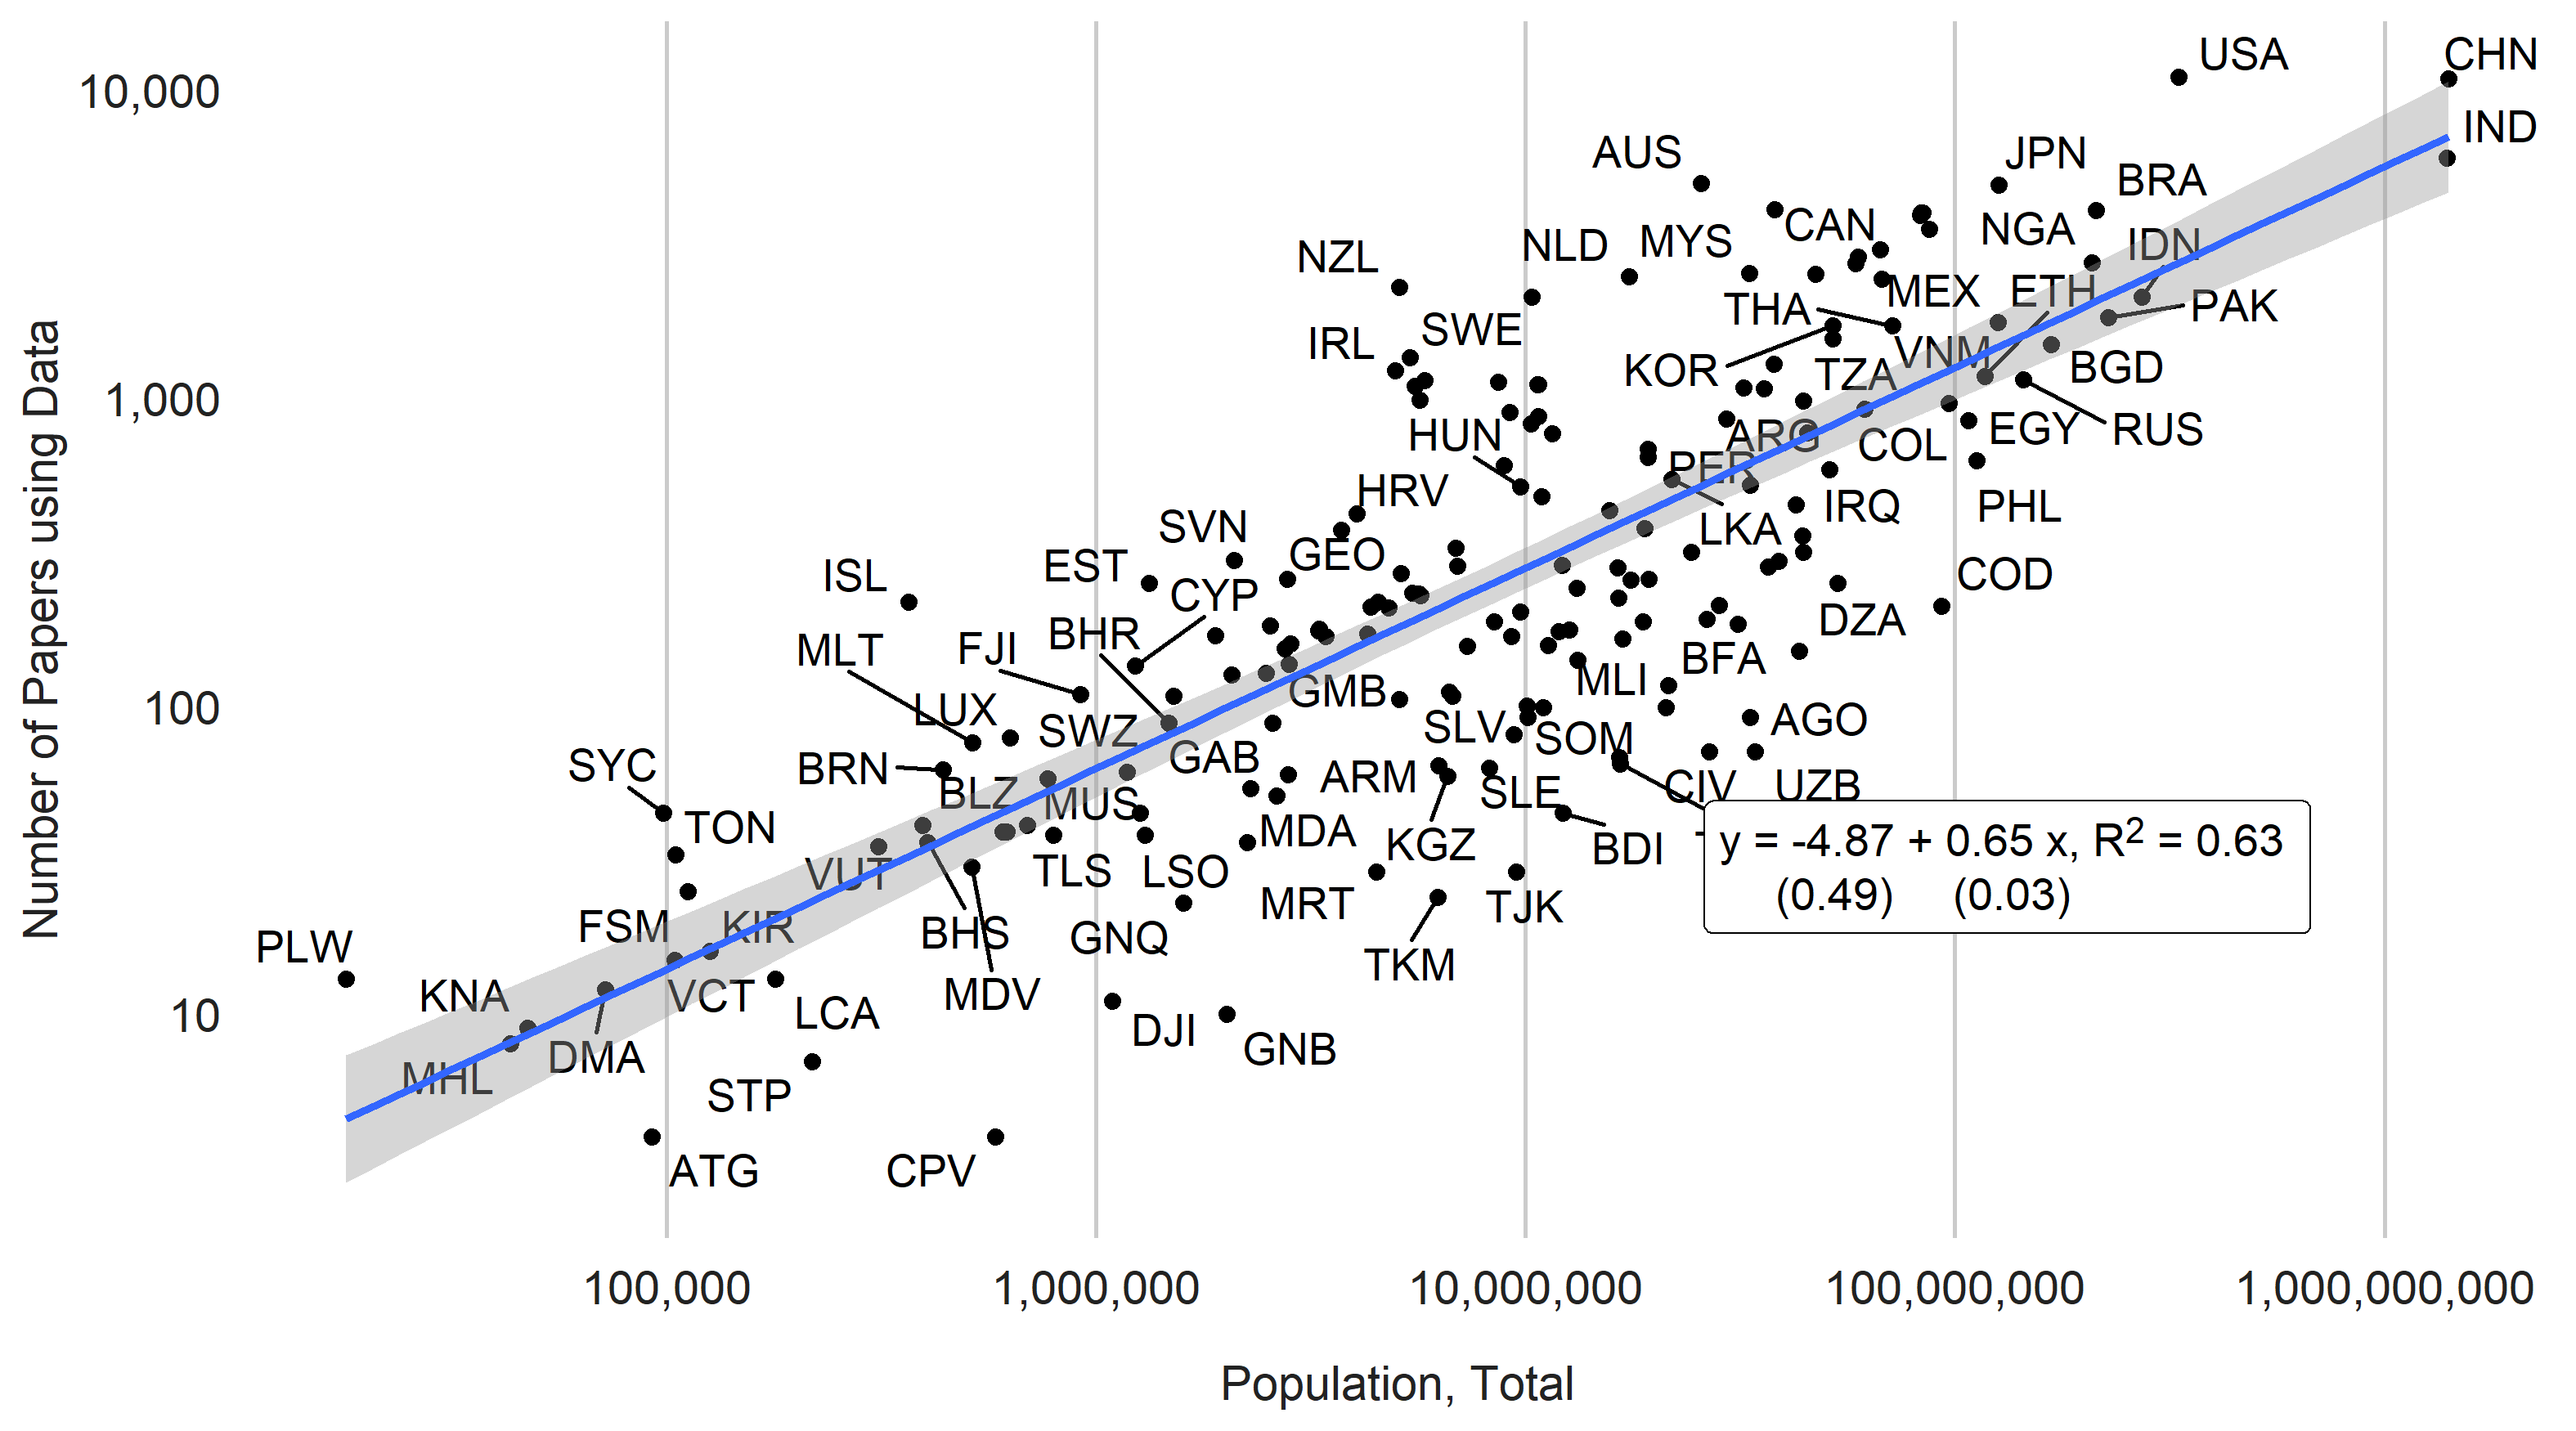 USA
CHN
10,000
IND
AUS
JPN
BRA
CAN
NGA
NZL
NLD
MYS
IDN
THA
MEX
ETH
PAK
IRL
SWE
KOR
TZA
VNM
BGD
1,000
HUN
ARG
COL
EGY
RUS
PER
HRV
SVN
GEO
LKA
IRQ
PHL
ISL
EST
CYP
COD
MLT
FJI
BHR
DZA
BFA
MLI
LUX
GMB
100
SWZ
SLV
SOM
AGO
SYC
BRN
GAB
ARM
CIV
UZB
BLZ
MUS
SLE
TON
MDA
KGZ
BDI
y = -4.87 + 0.65 x, R2 = 0.63
(0.49) (0.03)
VUT
TLS
LSO
MRT
TJK
FSM
KIR
BHS
GNQ
PLW
TKM
KNA
VCT
LCA
MDV
10
DJI
GNB
MHL
DMA
STP
ATG
CPV
Number of Papers using Data
100,000
1,000,000
10,000,000
100,000,000
1,000,000,000
Population, Total